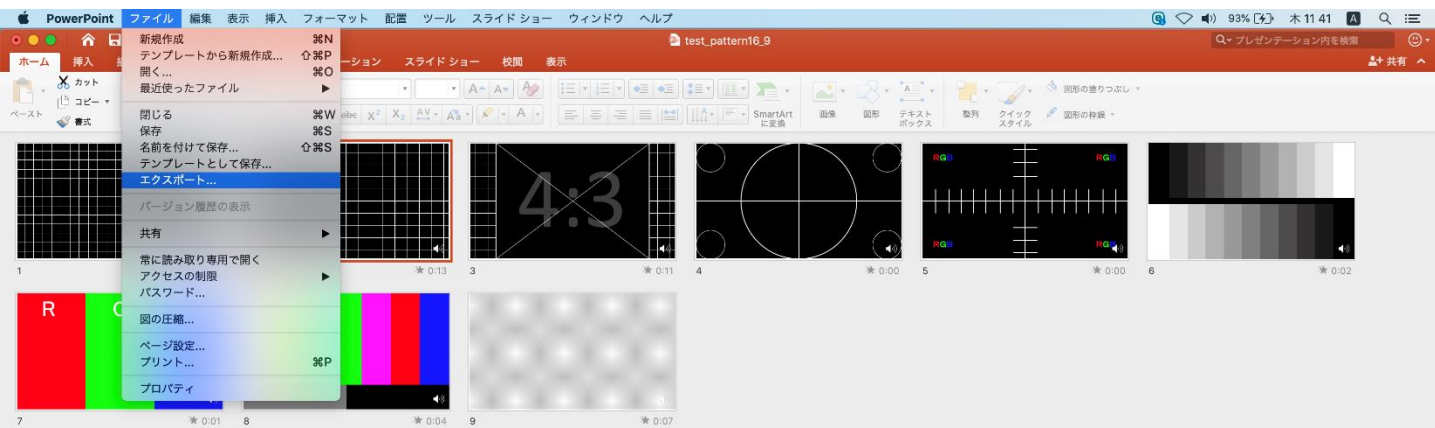 PowerPoint ファイル 編集 表示 挿入 フォーマット 配置 ツール スライド ショー ウィンドウ ヘルプ 93% 木 11 41 A
test_pattern16_9 プレゼンテーション内を検索
ホーム 挿入 ーション スライド ショー 校閲 表示 共有
ペースト カット コピー 書式
abc X² X₂ AV Aa A
SmartArt に変換 画像 図形 テキスト ボックス 整列 クイック スタイル 図形の塗りつぶし 図形の枠線
新規作成 ⌘N
テンプレートから新規作成... ⇧⌘P
開く... ⌘O
最近使ったファイル ▶
閉じる ⌘W
保存 ⌘S
名前を付けて保存... ⇧⌘S
テンプレートとして保存...
エクスポート...
バージョン履歴の表示
共有 ▶
常に読み取り専用で開く
アクセスの制限 ▶
パスワード...
図の圧縮...
ページ設定...
プリント... ⌘P
プロパティ
4:3
RGB RGB
RGB RG
1 0:13 3 0:11 4 0:00 5 0:00 6 0:02
R
7 0:01 8 0:04 9 0:07